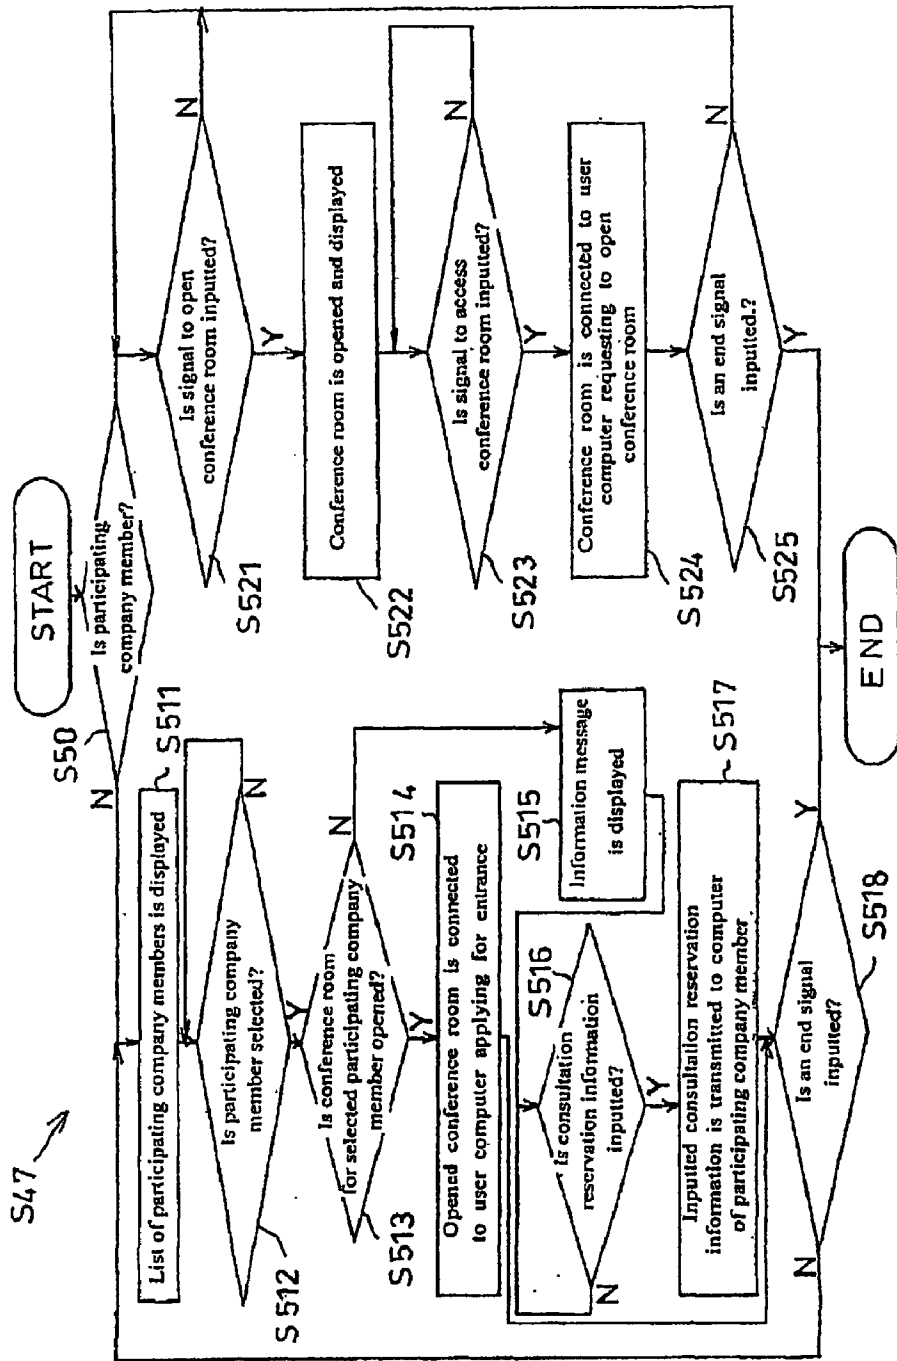 S47
START
S50
Is participating
company member?
N
S511
List of participating company members is displayed
Is participating company
member selected?
N
Y
S512
Is conference room
for selected participating company
member opened?
N
Y
S513
S514
Opened conference room is connected
to user computer applying for entrance
S515
Information message
is displayed
S516
Is consultation
reservation information
inputted?
N
Y
S517
Inputted consultation reservation
information is transmitted to computer
of participating company member
Is an end signal
inputted?
N
Y
S518
Is signal to open
conference room inputted?
N
Y
S521
Conference room is opened and displayed
S522
Is signal to access
conference room inputted?
N
Y
S523
Conference room is connected to user
computer requesting to open
conference room
S524
Is an end signal
inputted.?
N
Y
S525
END